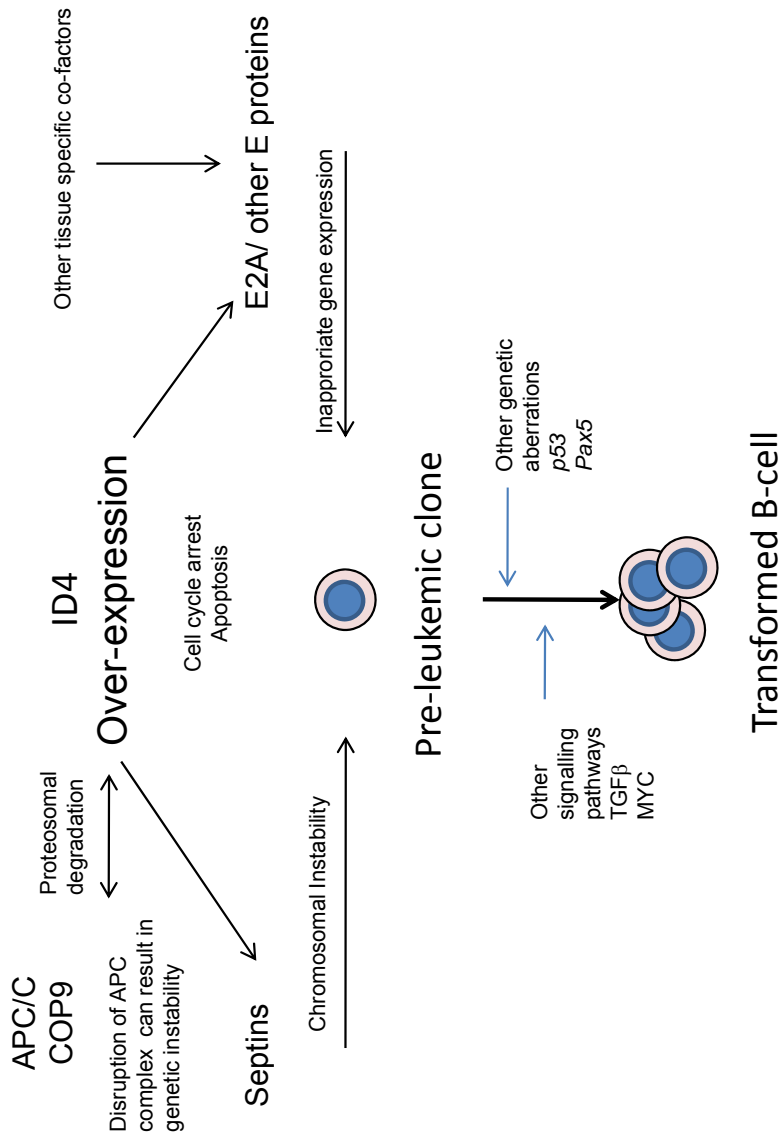 APC/C
COP9
Proteosomal
degradation
Disruption of APC
complex can result in
genetic instability
ID4
Over-expression
Other tissue specific co-factors
Cell cycle arrest
Apoptosis
Septins
E2A/ other E proteins
Chromosomal Instability
Inapproriate gene expression
Pre-leukemic clone
Other
signalling
pathways
TGFβ
MYC
Other genetic
aberrations
p53
Pax5
Transformed B-cell